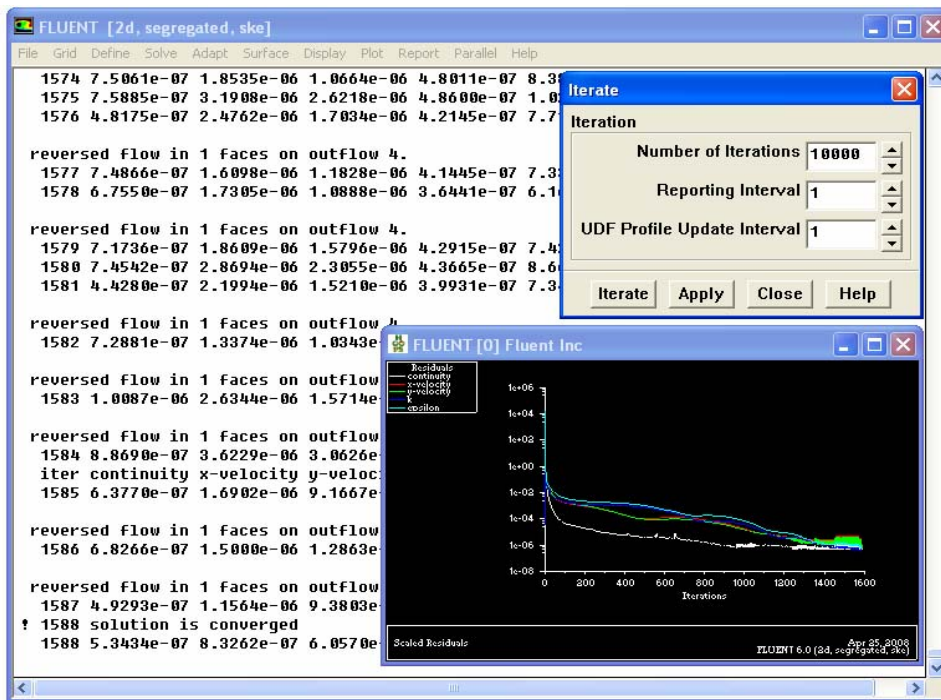 FLUENT [2d, segregated, ske]
File Grid Define Solve Adapt Surface Display Plot Report Parallel Help
1574 7.5061e-07 1.8535e-06 1.0664e-06 4.8011e-07
1575 7.5885e-07 3.1908e-06 2.6218e-06 4.8600e-07
1576 4.8175e-07 2.4762e-06 1.7034e-06 4.2145e-07
reversed flow in 1 faces on outflow 4.
1577 7.4866e-07 1.6098e-06 1.1828e-06 4.1445e-07
1578 6.7550e-07 1.7305e-06 1.0888e-06 3.6441e-07
reversed flow in 1 faces on outflow 4.
1579 7.1736e-07 1.8609e-06 1.5796e-06 4.2915e-07
1580 7.4542e-07 2.8694e-06 2.3055e-06 4.3665e-07
1581 4.4280e-07 2.1994e-06 1.5210e-06 3.9931e-07
reversed flow in 1 faces on outflow
1582 7.2881e-07 1.3374e-06 1.0343e-
reversed flow in 1 faces on outflow
1583 1.0087e-06 2.6344e-06 1.5714e-
reversed flow in 1 faces on outflow
1584 8.8690e-07 3.6229e-06 3.0626e-
iter continuity x-velocity y-veloc
1585 6.3770e-07 1.6902e-06 9.1667e-
reversed flow in 1 faces on outflow
1586 6.8266e-07 1.5000e-06 1.2863e-
reversed flow in 1 faces on outflow
1587 4.9293e-07 1.1564e-06 9.3803e-
! 1588 solution is converged
1588 5.3434e-07 8.3262e-07 6.0570e-
Iterate
Iteration
Number of Iterations 10000
Reporting Interval 1
UDF Profile Update Interval 1
Iterate Apply Close Help
FLUENT [0] Fluent Inc
Residuals
continuity
x-velocity
y-velocity
k
epsilon
1e+06
1e+04
1e+02
1e+00
1e-02
1e-04
1e-06
1e-08
0 200 400 600 800 1000 1200 1400 1600
Iterations
Scaled Residuals
Apr 25, 2008
FLUENT 6.0 (2d, segregated, ske)